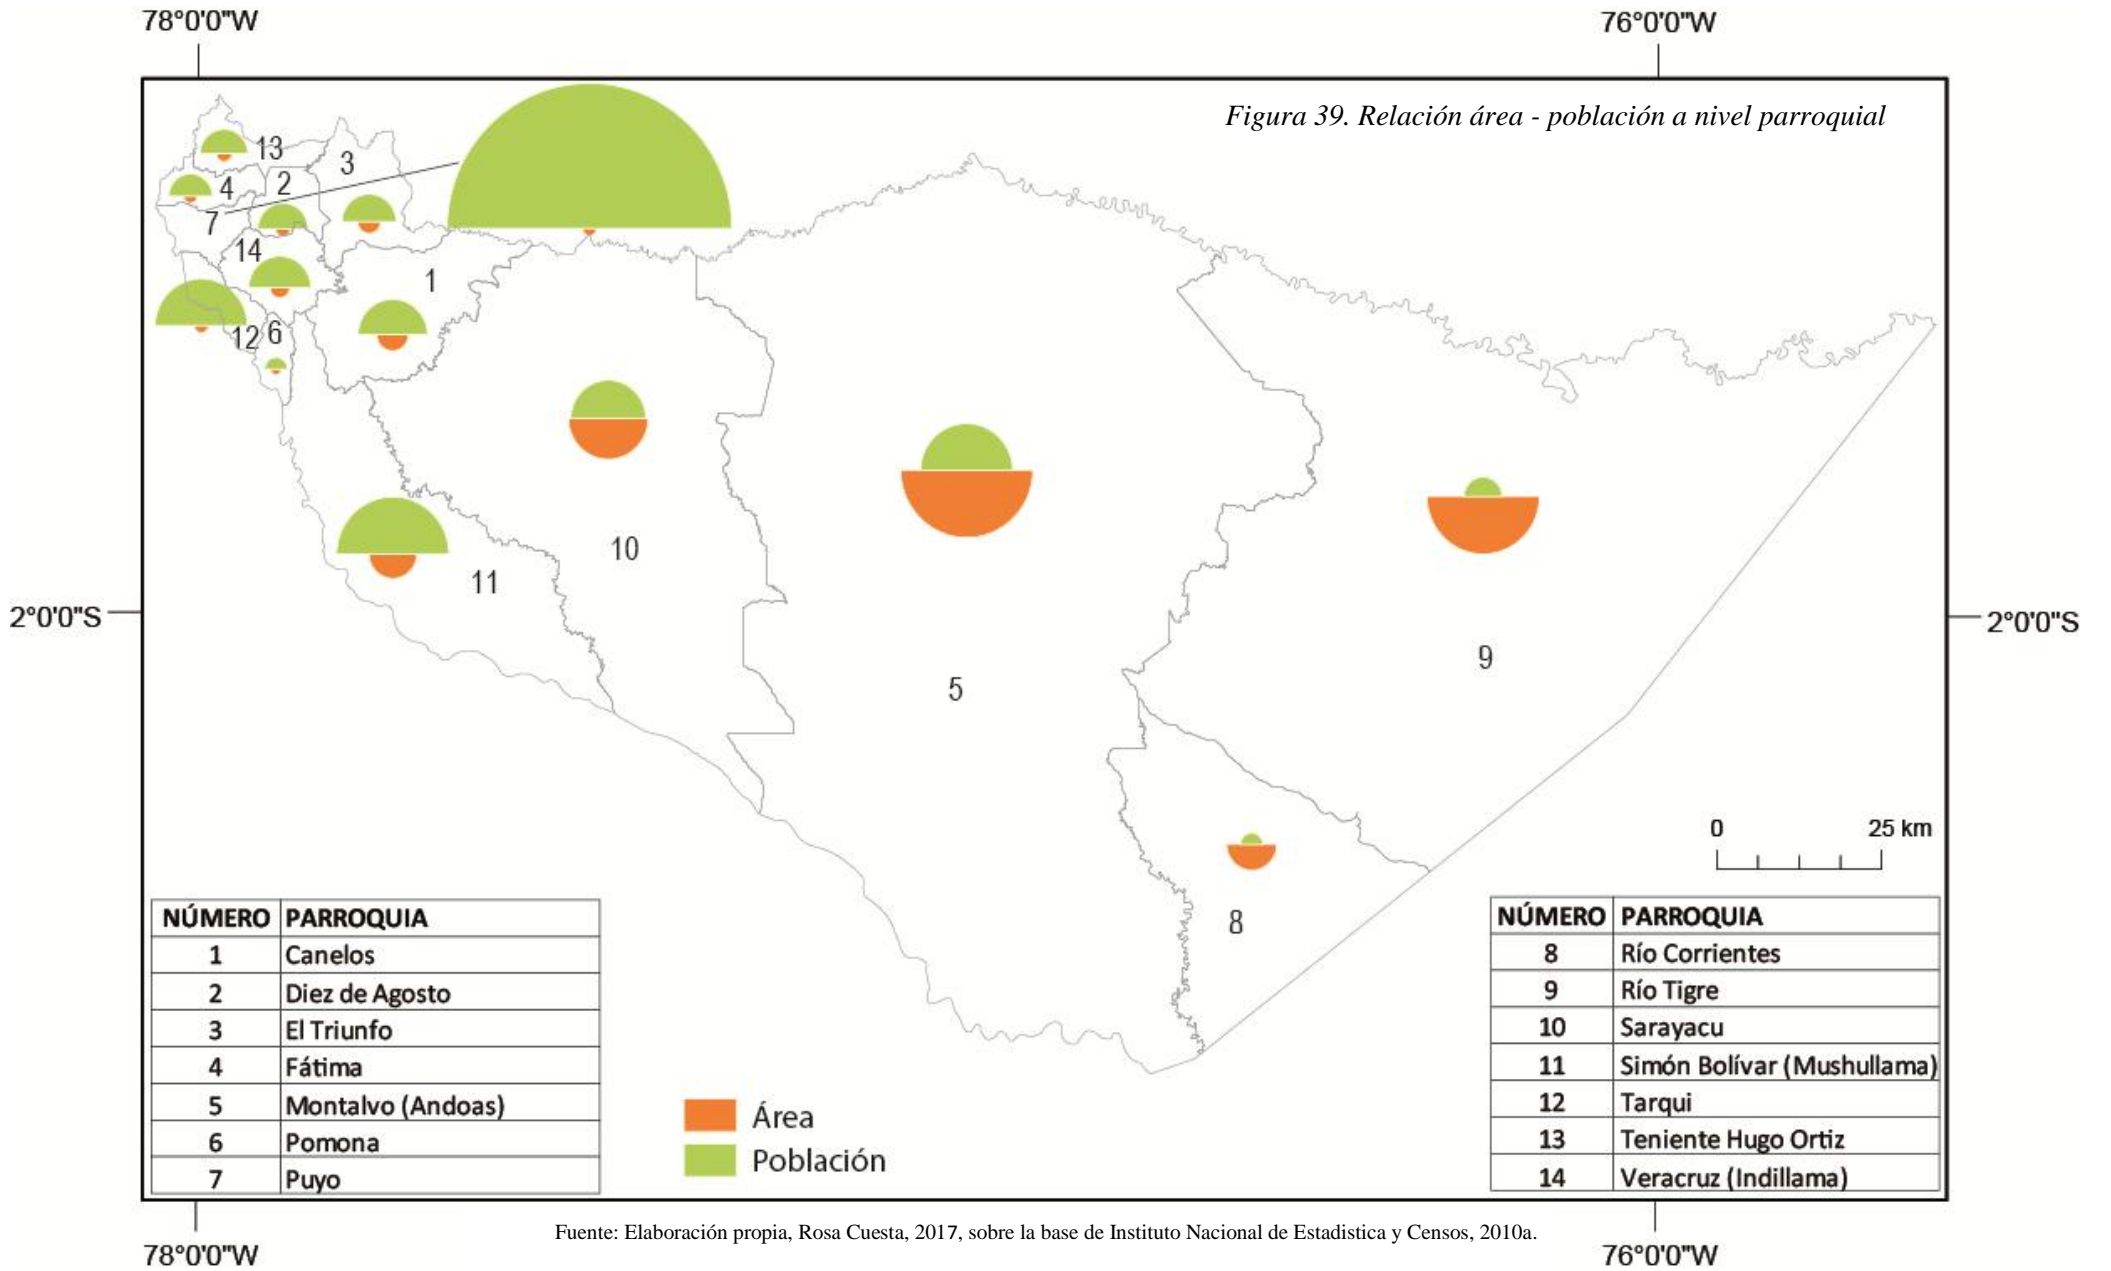 78°0'0"W
76°0'0"W
Figura 39. Relación área - población a nivel parroquial
13
3
4
2
7
14
1
12
6
10
11
5
9
8
2°0'0"S
2°0'0"S
0
25 km
NÚMERO PARROQUIA
1 Canelos
2 Diez de Agosto
3 El Triunfo
4 Fátima
5 Montalvo (Andoas)
6 Pomona
7 Puyo
Área
Población
NÚMERO PARROQUIA
8 Río Corrientes
9 Río Tigre
10 Sarayacu
11 Simón Bolívar (Mushullama)
12 Tarqui
13 Teniente Hugo Ortiz
14 Veracruz (Indillama)
Fuente: Elaboración propia, Rosa Cuesta, 2017, sobre la base de Instituto Nacional de Estadistica y Censos, 2010a.
78°0'0"W
76°0'0"W